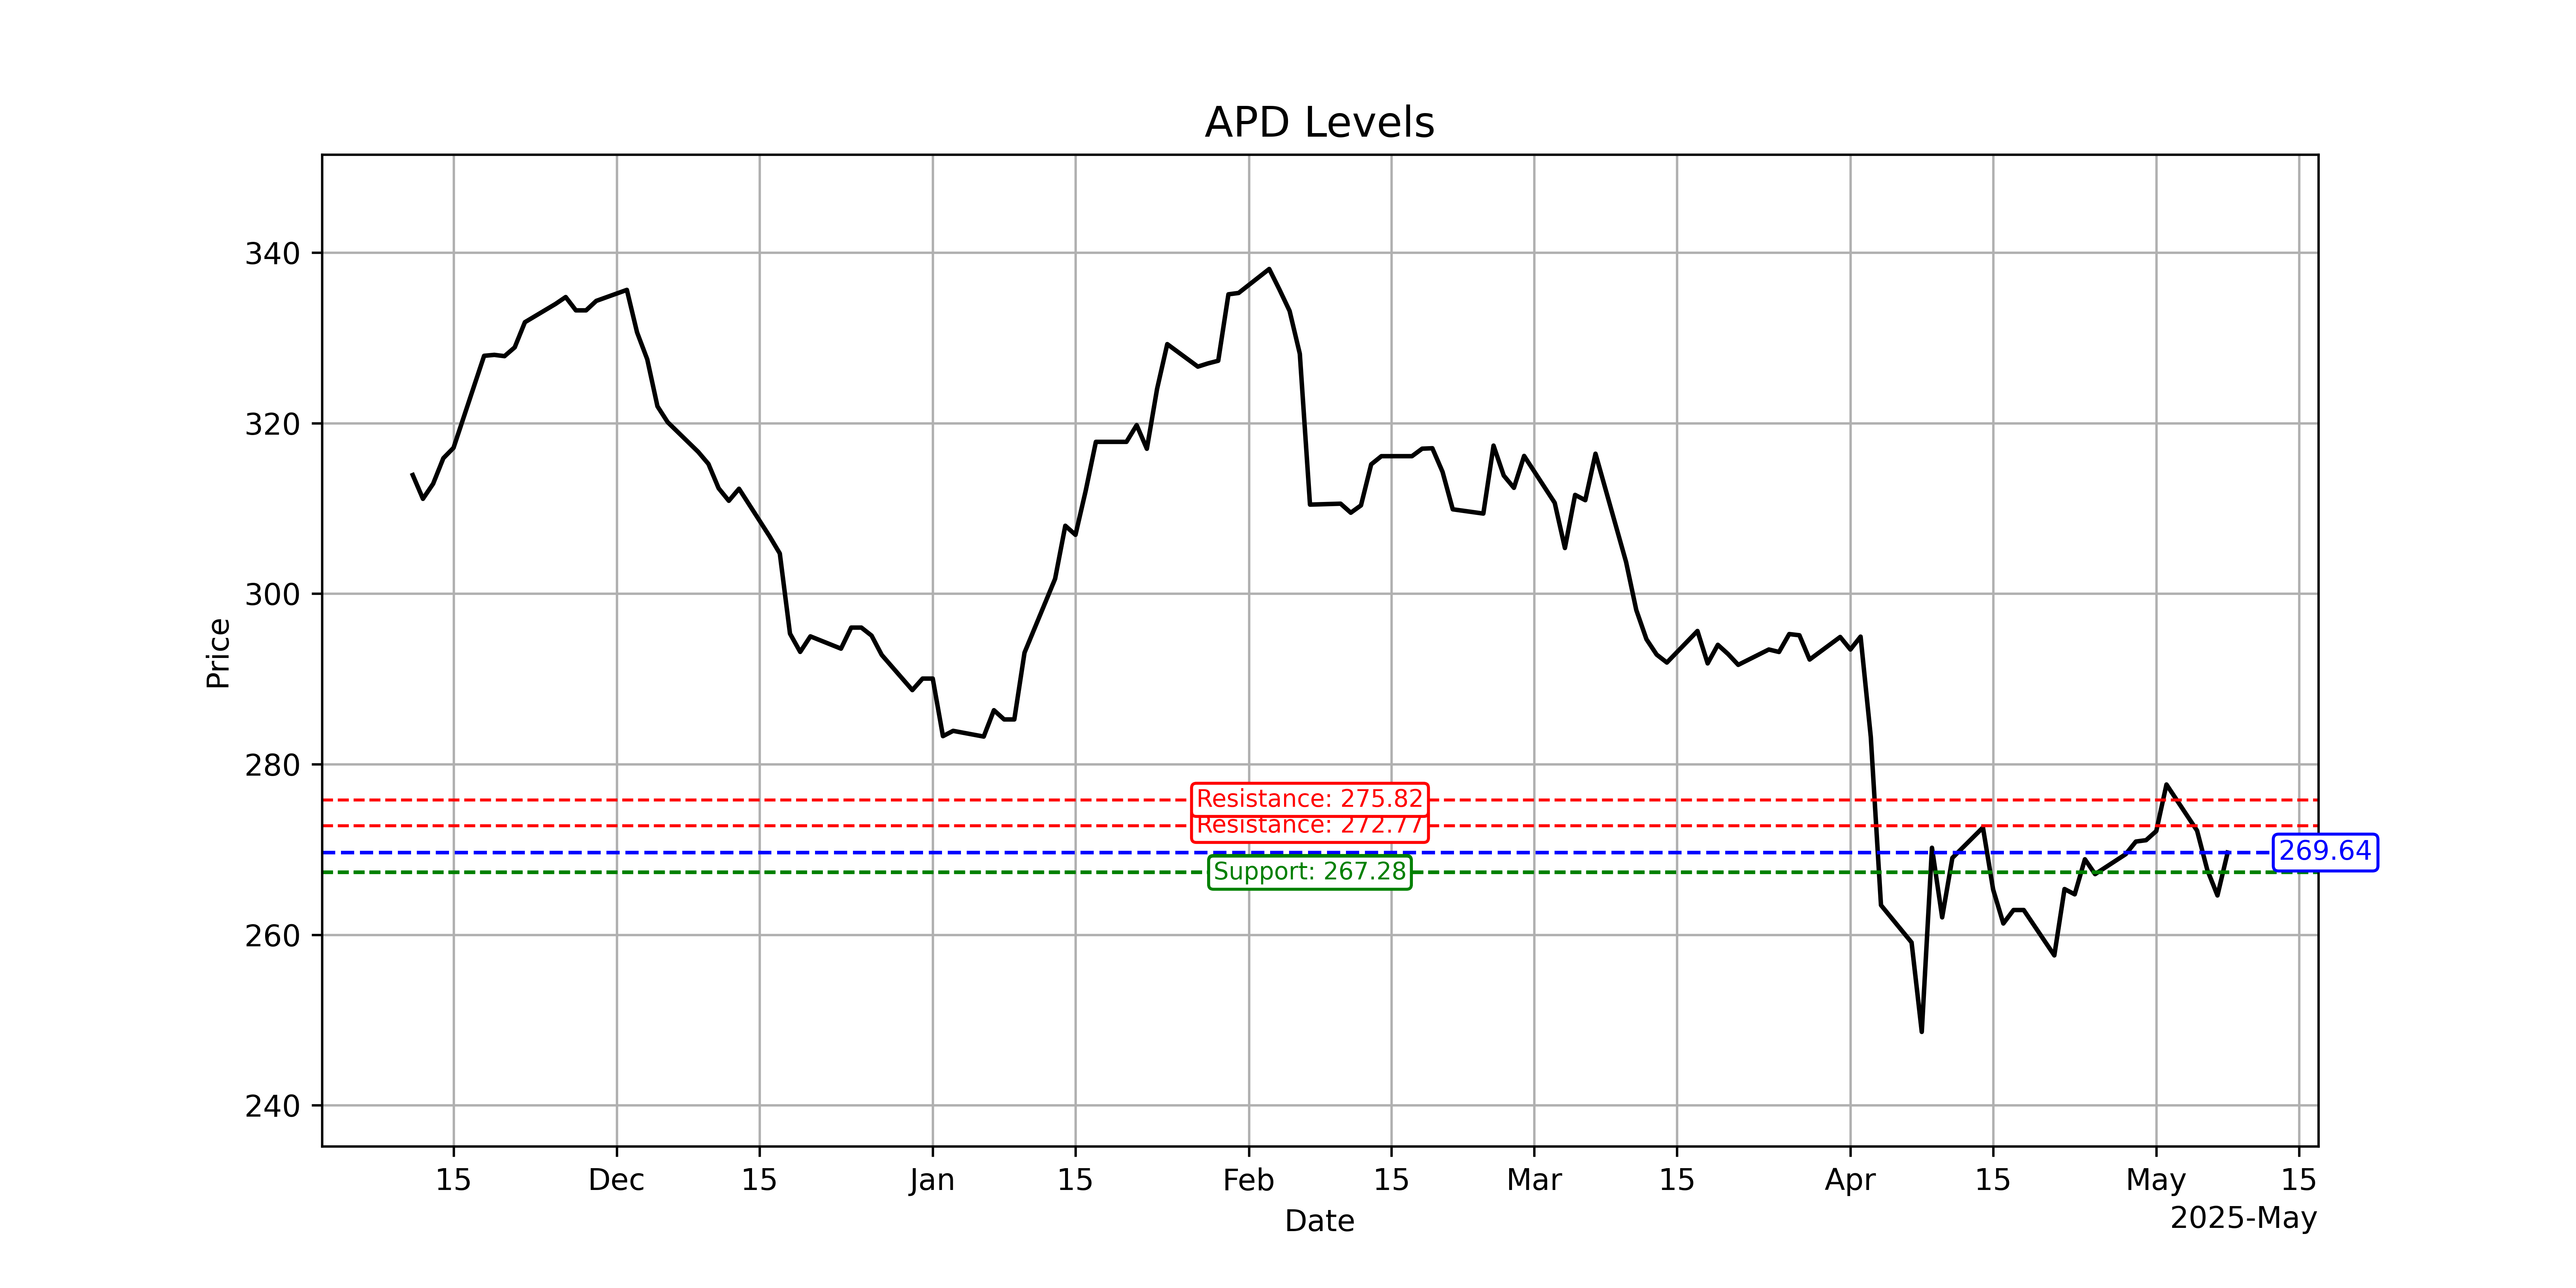 APD Levels
340
320
300
280
260
240
Price
Resistance: 275.82
Resistance: 272.77
269.64
Support: 267.28
15 Dec 15 Jan 15 Feb 15 Mar 15 Apr 15 May 15
Date
2025-May